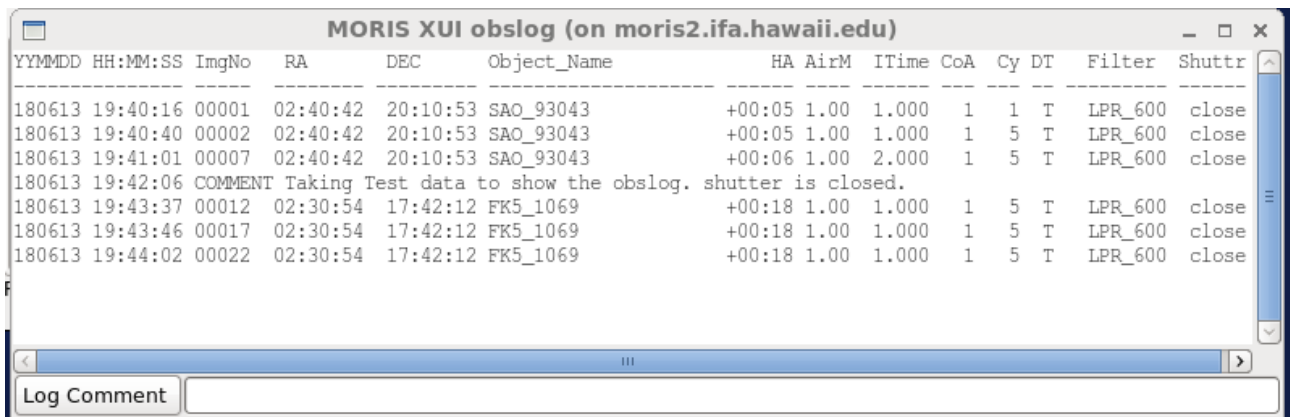 MORIS XUI obslog (on moris2.ifa.hawaii.edu)
YYMMDD HH:MM:SS ImgNo RA DEC Object_Name HA AirM ITime CoA Cy DT Filter Shuttr
------ -------- ----- -------- --------- -------------------- ------ ---- ------ --- --- -- --------- ------
180613 19:40:16 00001 02:40:42 20:10:53 SAO_93043 +00:05 1.00 1.000 1 1 T LPR_600 close
180613 19:40:40 00002 02:40:42 20:10:53 SAO_93043 +00:05 1.00 1.000 1 5 T LPR_600 close
180613 19:41:01 00007 02:40:42 20:10:53 SAO_93043 +00:06 1.00 2.000 1 5 T LPR_600 close
180613 19:42:06 COMMENT Taking Test data to show the obslog. shutter is closed.
180613 19:43:37 00012 02:30:54 17:42:12 FK5_1069 +00:18 1.00 1.000 1 5 T LPR_600 close
180613 19:43:46 00017 02:30:54 17:42:12 FK5_1069 +00:18 1.00 1.000 1 5 T LPR_600 close
180613 19:44:02 00022 02:30:54 17:42:12 FK5_1069 +00:18 1.00 1.000 1 5 T LPR_600 close
Log Comment